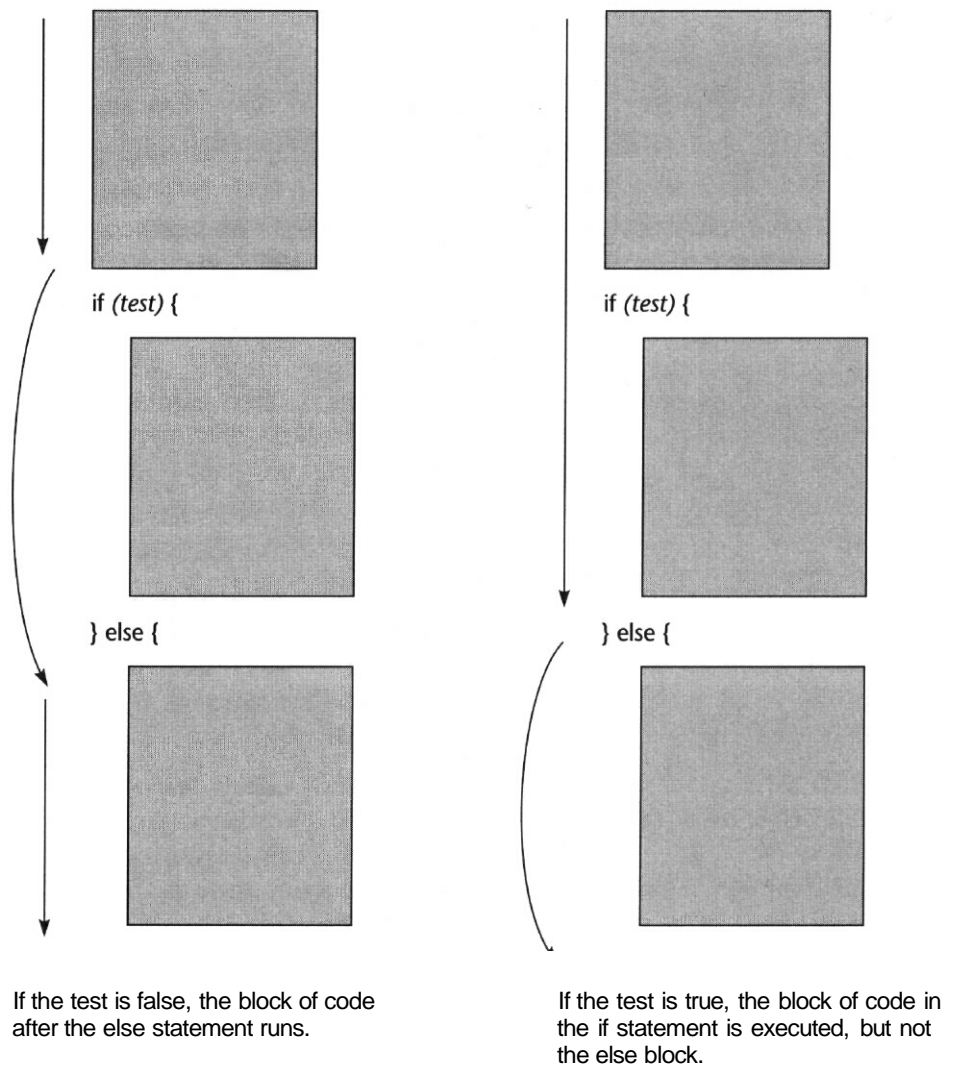 if (test) {
} else {
If the test is false, the block of code
after the else statement runs.
if (test) {
} else {
If the test is true, the block of code in
the if statement is executed, but not
the else block.